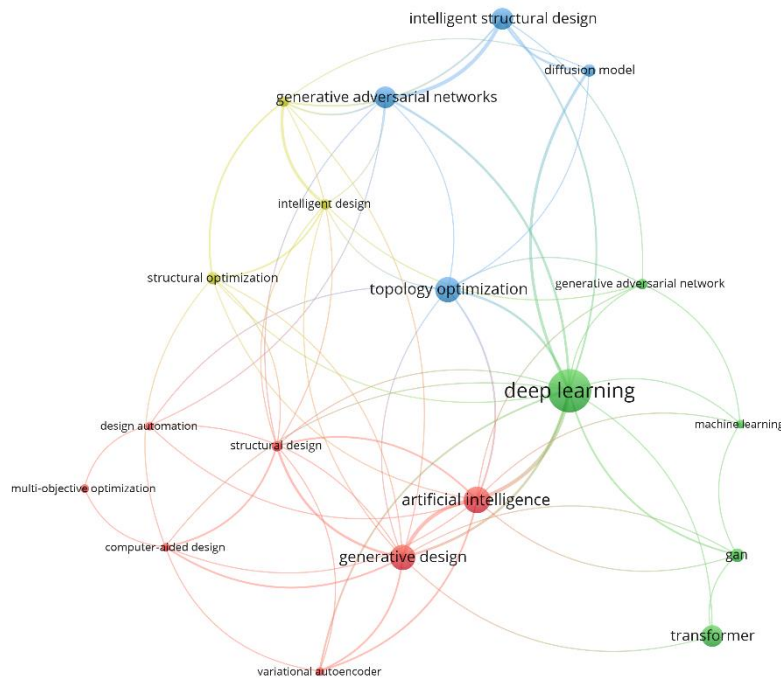 intelligent structural design
diffusion model
generative adversarial networks
intelligent design
structural optimization
topology optimization
generative adversarial network
deep learning
design automation
structural design
machine learning
multi-objective optimization
artificial intelligence
computer-aided design
generative design
gan
transformer
variational autoencoder